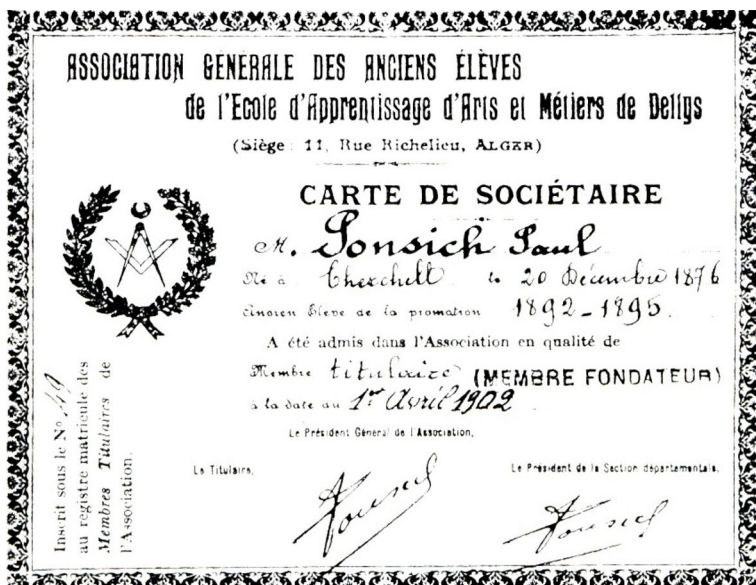 ASSOCIATION GÉNÉRALE DES ANCIENS ÉLÈVES
de l'Ecole d'Apprentissage d'Arts et Métiers de Dellys
(Siège : 11, Rue Richelieu, ALGER)
CARTE DE SOCIÉTAIRE
M. Ponsich Paul
Né à Cherchell le 20 Décembre 1876
Ancien Élève de la promotion 1892-1895.
A été admis dans l'Association en qualité de
Membre titulaire (MEMBRE FONDATEUR)
à la date du 1er Avril 1902
Le Président Général de l'Association,
Le Titulaire,
Le Président de la Section départementale,
Inscrit sous le N° 49
au registre matricule des
Membres Titulaires de
l'Association.